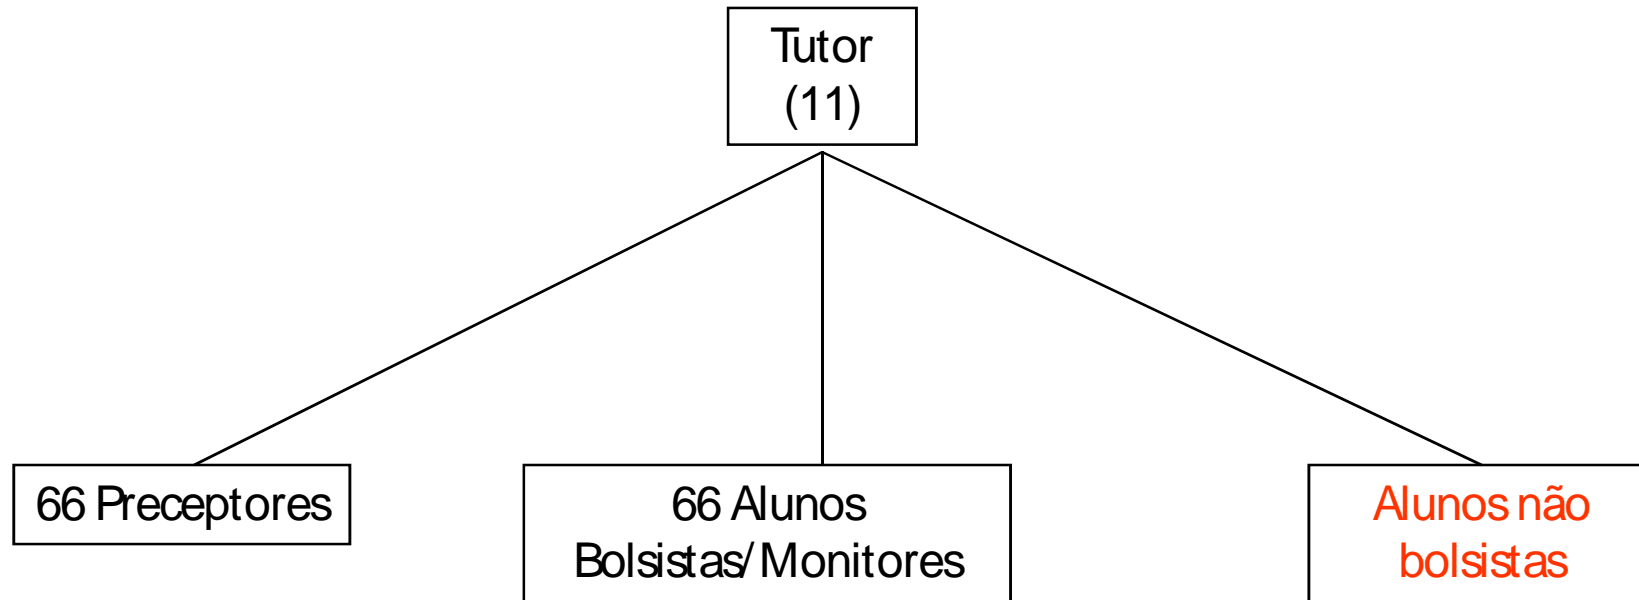 Tutor
(11)
66 Preceptores
66 Alunos
Bolsistas/Monitores
Alunos não
bolsistas